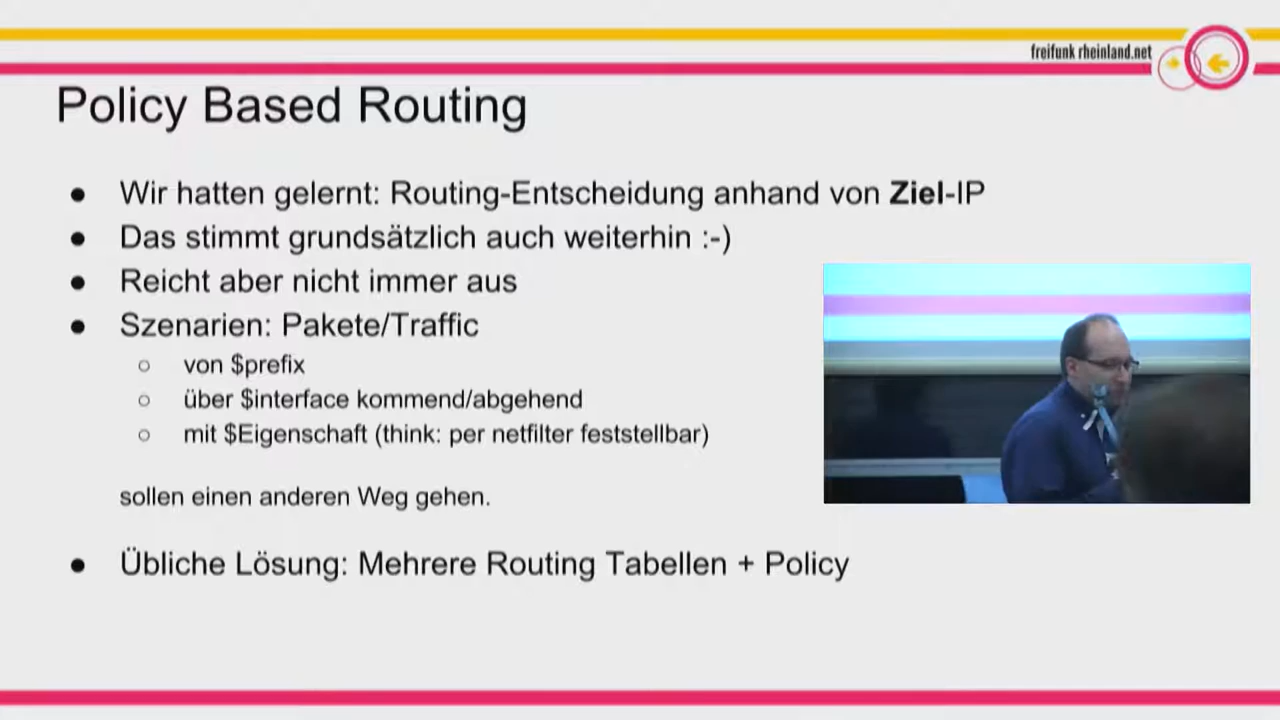 freifunk rheinland.net
Policy Based Routing
● Wir hatten gelernt: Routing-Entscheidung anhand von Ziel-IP
● Das stimmt grundsätzlich auch weiterhin :-)
● Reicht aber nicht immer aus
● Szenarien: Pakete/Traffic
○ von $prefix
○ über $interface kommend/abgehend
○ mit $Eigenschaft (think: per netfilter feststellbar)
sollen einen anderen Weg gehen.
● Übliche Lösung: Mehrere Routing Tabellen + Policy